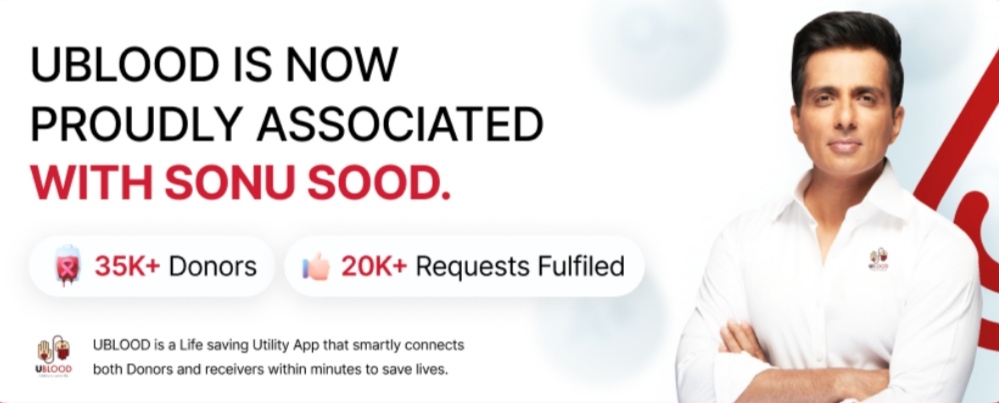 UBLOOD IS NOW
PROUDLY ASSOCIATED
WITH SONU SOOD.
35K+ Donors
20K+ Requests Fulfiled
UBLOOD is a Life saving Utility App that smartly connects
both Donors and receivers within minutes to save lives.
UBLOOD
UBLOOD